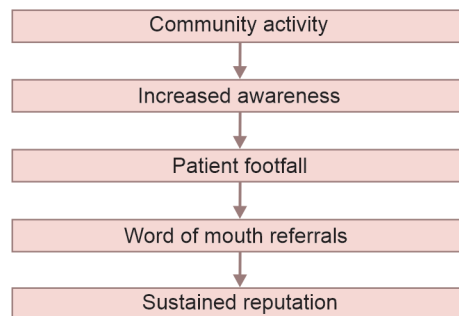 Community activity
Increased awareness
Patient footfall
Word of mouth referrals
Sustained reputation